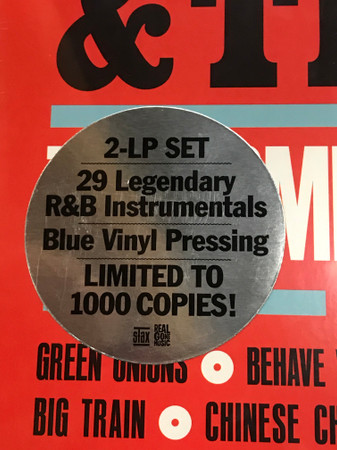 &
2-LP SET
29 Legendary
R&B Instrumentals
Blue Vinyl Pressing
LIMITED TO
1000 COPIES!
stax REAL GONE
GREEN ONIONS BEHAVE
BIG TRAIN CHINESE